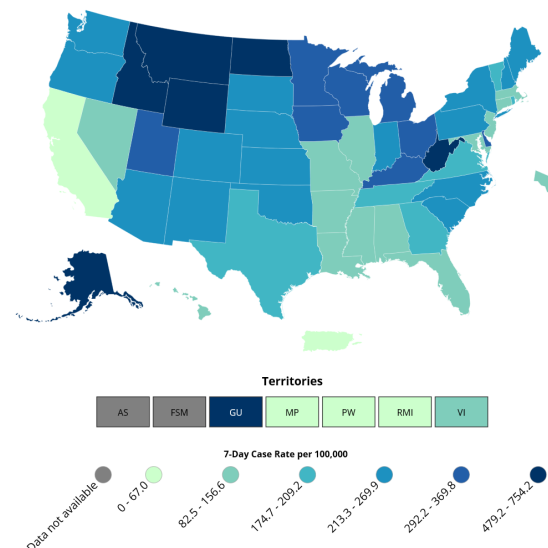 Territories
AS FSM GU MP PW RMI VI
7-Day Case Rate per 100,000
Data not available 0 - 67.0 82.5 - 156.6 174.7 - 209.2 213.3 - 269.9 292.2 - 369.8 479.2 - 754.2